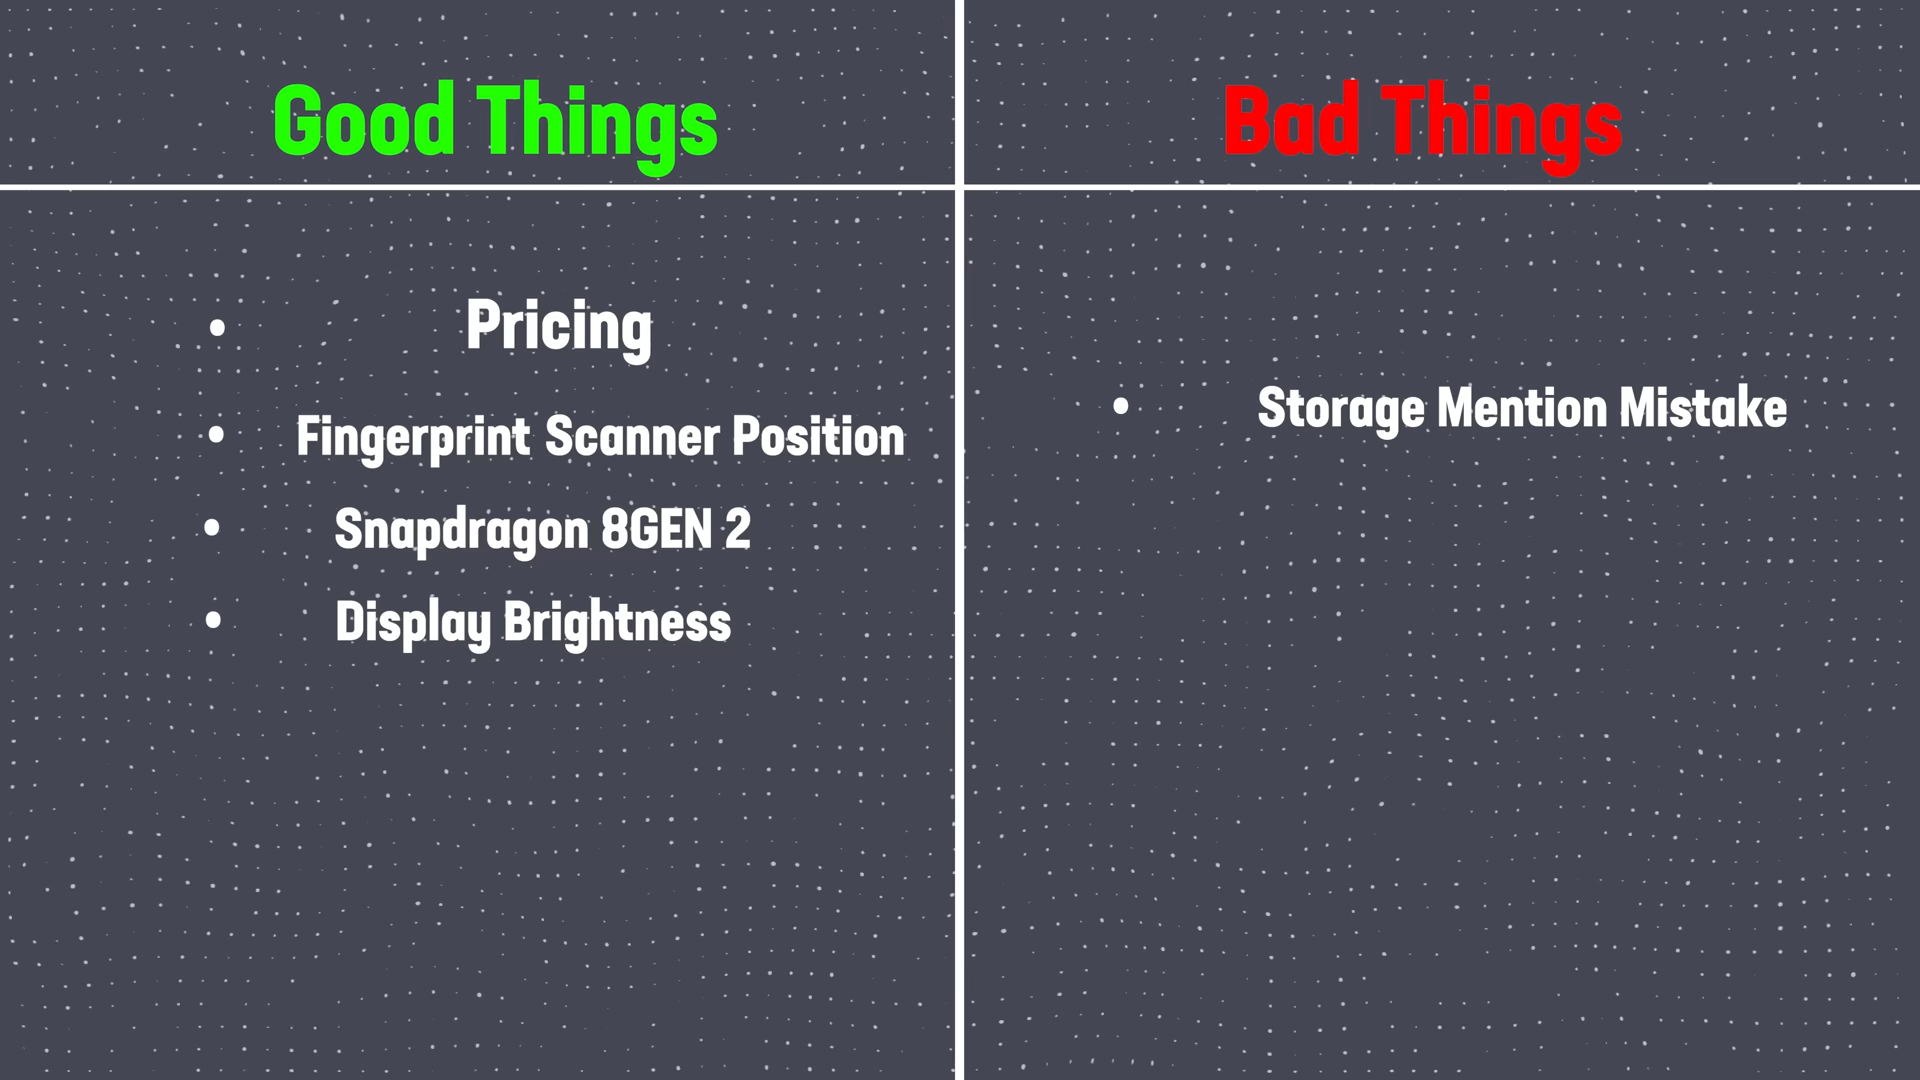 Good Things
Bad Things
• Pricing
• Fingerprint Scanner Position
• Snapdragon 8GEN 2
• Display Brightness
• Storage Mention Mistake